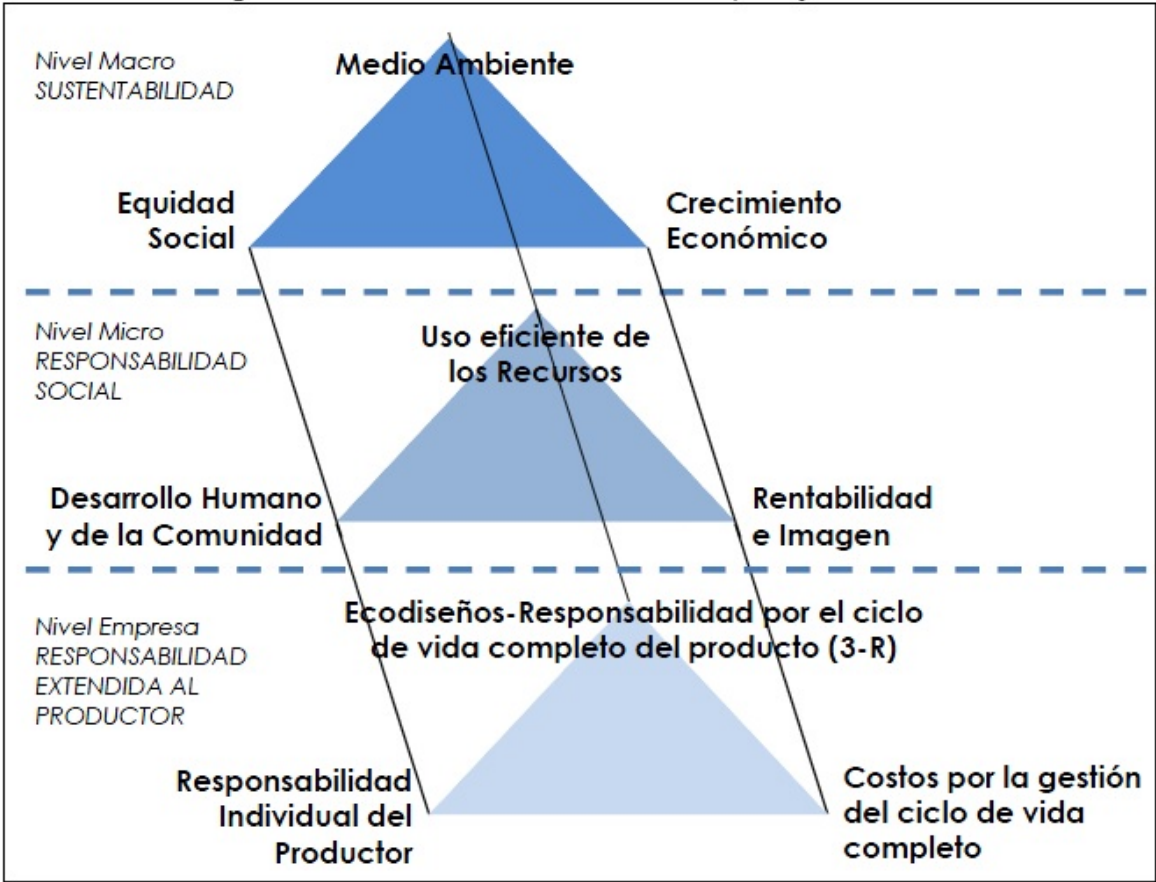 Nivel Macro
SUSTENTABILIDAD
Medio Ambiente
Equidad
Social
Crecimiento
Económico
Nivel Micro
RESPONSABILIDAD
SOCIAL
Uso eficiente de
los Recursos
Desarrollo Humano
y de la Comunidad
Rentabilidad
e Imagen
Nivel Empresa
RESPONSABILIDAD
EXTENDIDA AL
PRODUCTOR
Ecodiseños-Responsabilidad por el ciclo
de vida completo del producto (3-R)
Responsabilidad
Individual del
Productor
Costos por la gestión
del ciclo de vida
completo